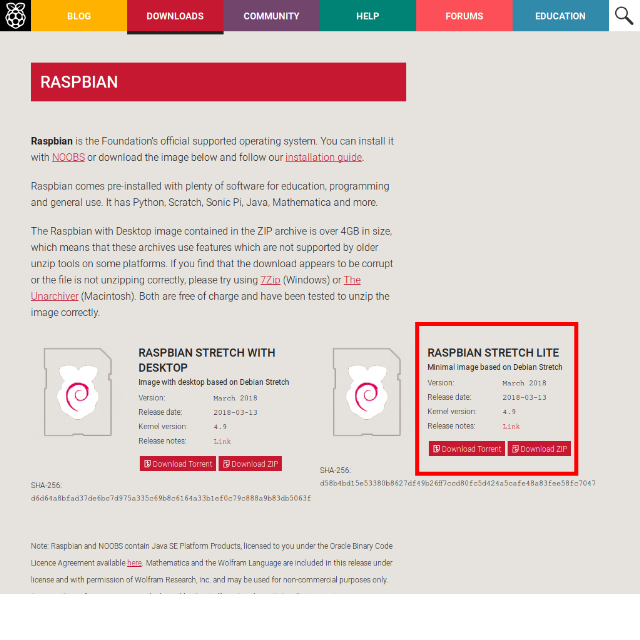 BLOG
DOWNLOADS
COMMUNITY
HELP
FORUMS
EDUCATION
RASPBIAN
Raspbian is the Foundation's official supported operating system. You can install it
with NOOBS or download the image below and follow our installation guide.
Raspbian comes pre-installed with plenty of software for education, programming
and general use. It has Python, Scratch, Sonic Pi, Java, Mathematica and more.
The Raspbian with Desktop image contained in the ZIP archive is over 4GB in size,
which means that these archives use features which are not supported by older
unzip tools on some platforms. If you find that the download appears to be corrupt
or the file is not unzipping correctly, please try using 7Zip (Windows) or The
Unarchiver (Macintosh). Both are free of charge and have been tested to unzip the
image correctly.
RASPBIAN STRETCH WITH
DESKTOP
Image with desktop based on Debian Stretch
Version: March 2018
Release date: 2018-03-13
Kernel version: 4.9
Release notes: Link
Download Torrent
Download ZIP
SHA-256:
d6d64a8bfad37de6bc7d975a335c69b8c6164a33b1ef0c79c888a9b83db5063f
RASPBIAN STRETCH LITE
Minimal image based on Debian Stretch
Version: March 2018
Release date: 2018-03-13
Kernel version: 4.9
Release notes: Link
Download Torrent
Download ZIP
SHA-256:
Note: Raspbian and NOOBS contain Java SE Platform Products, licensed to you under the Oracle Binary Code
Licence Agreement available here. Mathematica and the Wolfram Language are included in this release under
license and with permission of Wolfram Research, Inc. and may be used for non-commercial purposes only.